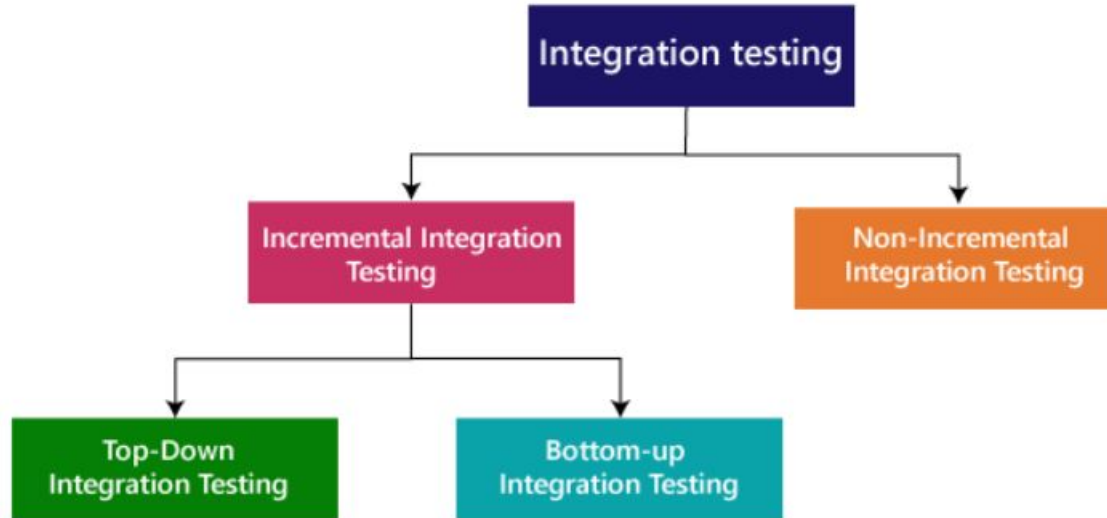 Integration testing
Incremental Integration
Testing
Non-Incremental
Integration Testing
Top-Down
Integration Testing
Bottom-up
Integration Testing